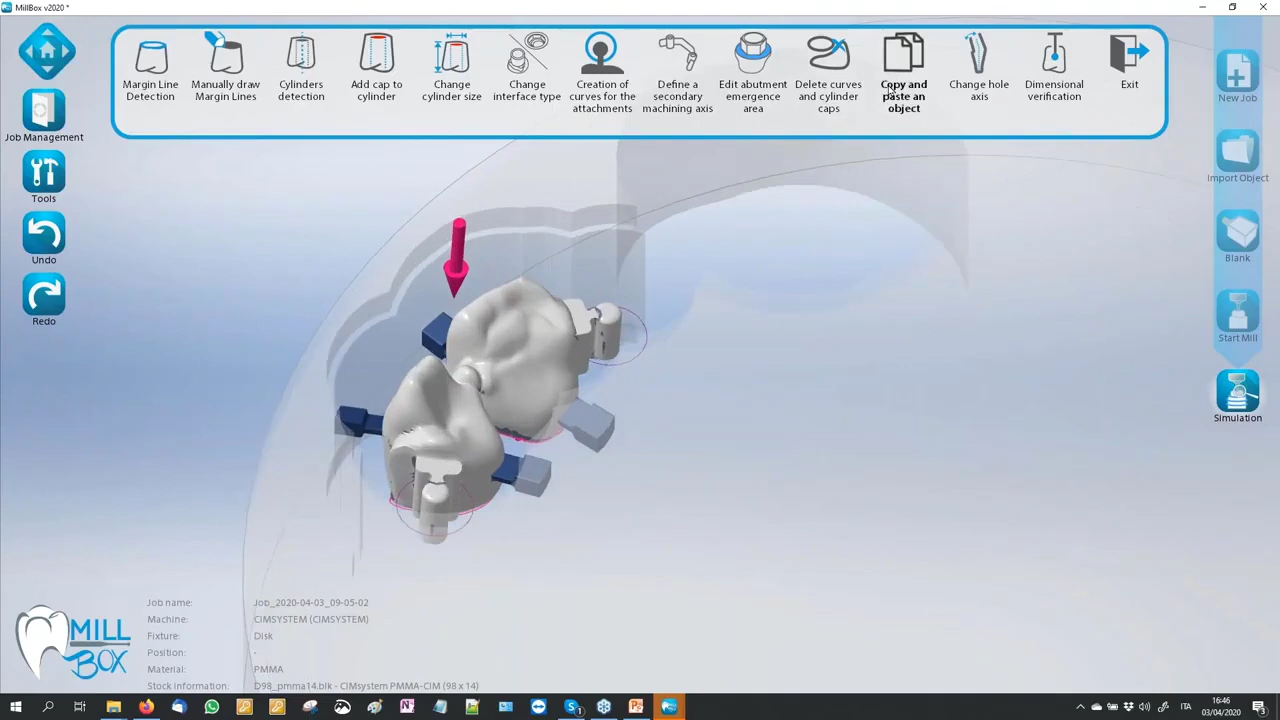 MillBox v2020 *
Margin Line
Detection
Manually draw
Margin Lines
Cylinders
detection
Add cap to
cylinder
Change
cylinder size
Change
interface type
Creation of
curves for the
attachments
Define a
secondary
machining axis
Edit abutment
emergence
area
Delete curves
and cylinder
caps
Copy and
paste an
object
Change hole
axis
Dimensional
verification
Exit
Job Management
Tools
Undo
Redo
New Job
Import Object
Blank
Start Mill
Simulation
MILL
BOX
Job name: Job_2020-04-03_09-05-02
Machine: CIMSYSTEM (CIMSYSTEM)
Fixture: Disk
Position: -
Material: PMMA
Stock information: D98_pmma14.blk - CIMsystem PMMA-CIM (98 x 14)
ITA
16:46
03/04/2020